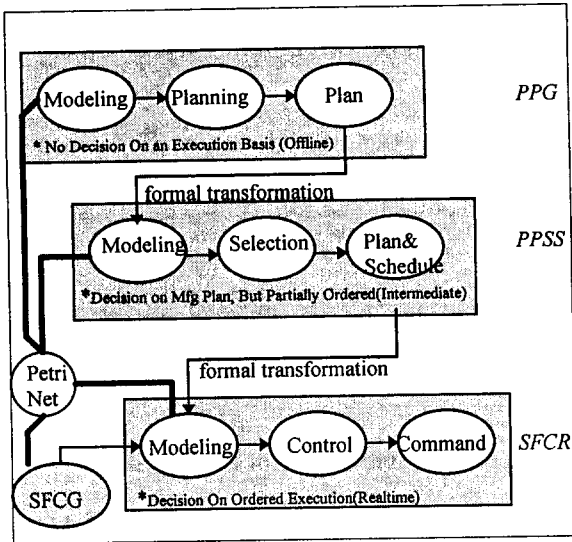 Modeling Planning Plan PPG
* No Decision On an Execution Basis (Offline)
formal transformation
Modeling Selection Plan& Schedule PPSS
*Decision on Mfg Plan, But Partially Ordered(Intermediate)
Petri
Net
formal transformation
Modeling Control Command SFCR
SFCG
*Decision On Ordered Execution(Realtime)